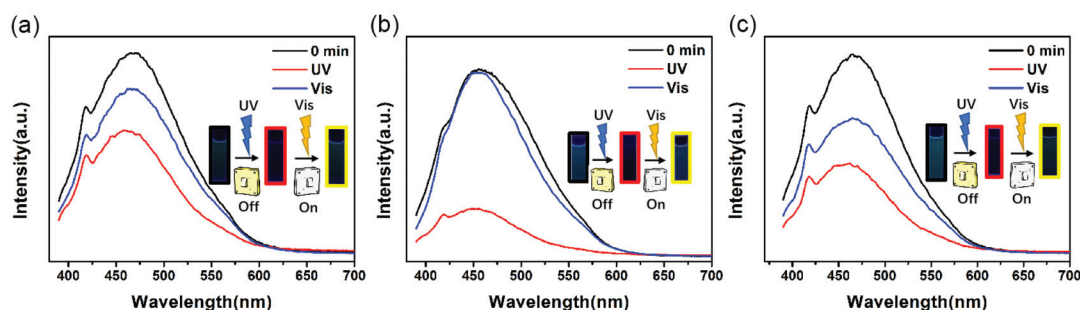 (a)
0 min
UV
Vis
UV
Vis
Off
On
Intensity(a.u.)
400 450 500 550 600 650 700
Wavelength(nm)
(b)
0 min
UV
Vis
UV
Vis
Off
On
Intensity(a.u.)
400 450 500 550 600 650 700
Wavelength(nm)
(c)
0 min
UV
Vis
UV
Vis
Off
On
Intensity(a.u.)
400 450 500 550 600 650 700
Wavelength(nm)